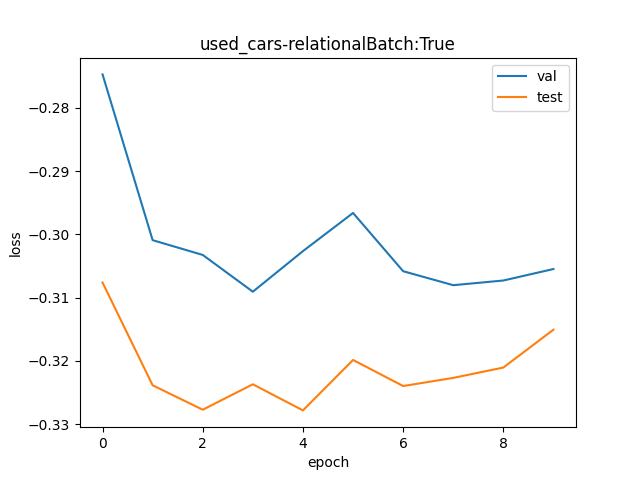 used_cars-relationalBatch:True
val
test
loss
−0.28
−0.29
−0.30
−0.31
−0.32
−0.33
0
2
4
6
8
epoch